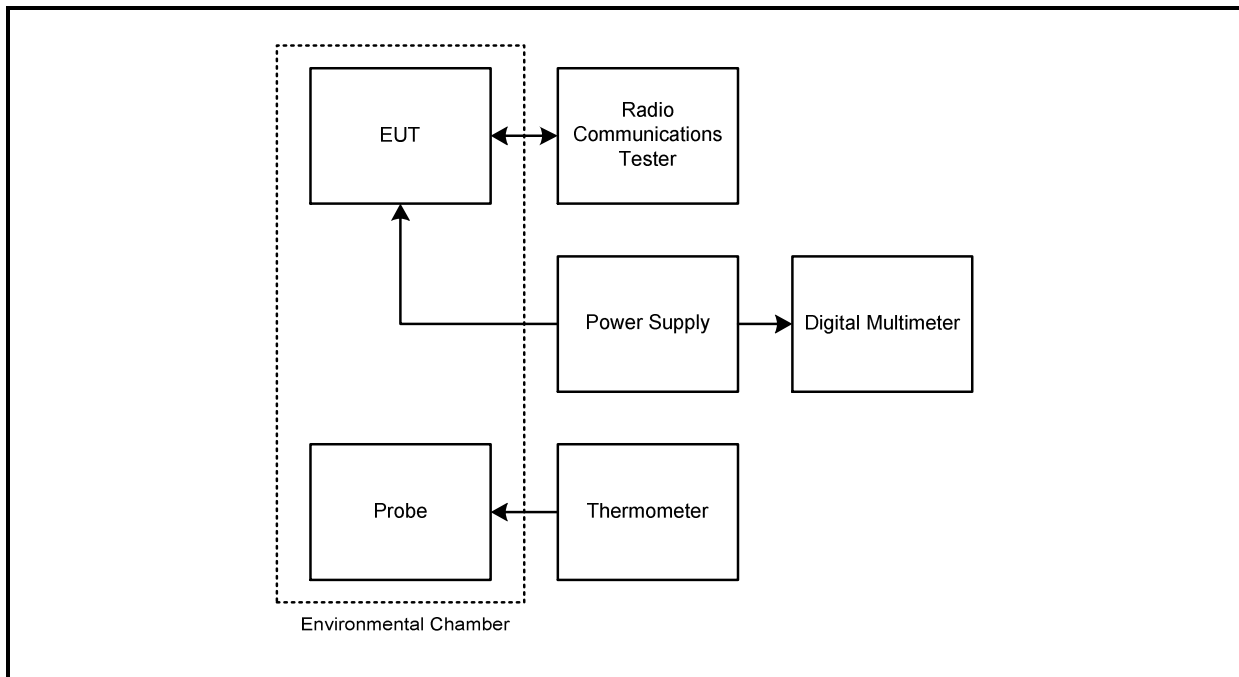 EUT
Radio
Communications
Tester
Power Supply
Digital Multimeter
Probe
Thermometer
Environmental Chamber